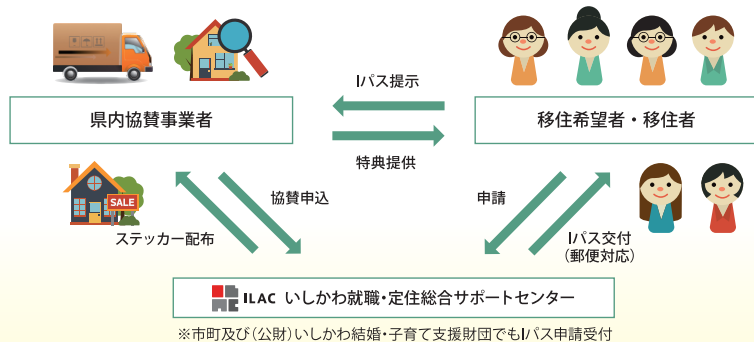 Iパス提示
県内協賛事業者
移住希望者・移住者
特典提供
SALE
協賛申込
申請
ステッカー配布
Iパス交付
(郵便対応)
ILAC いしかわ就職・定住総合サポートセンター
※市町及び(公財)いしかわ結婚・子育て支援財団でもIパス申請受付